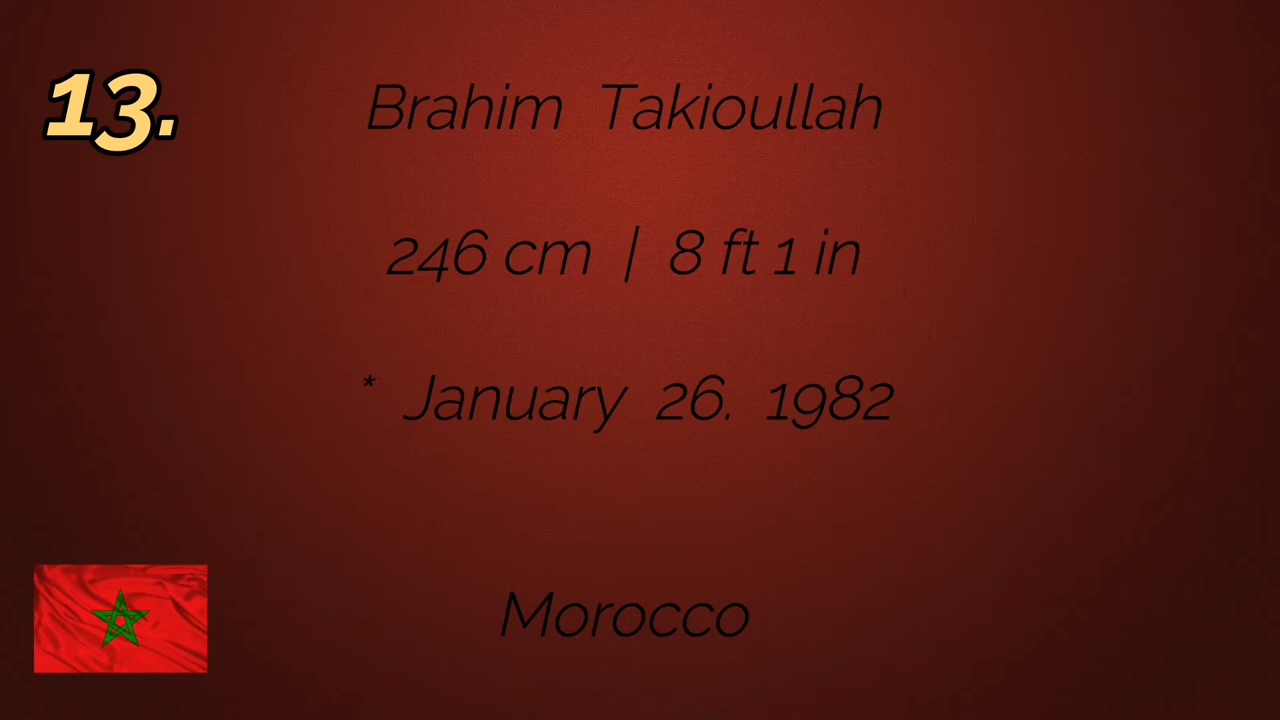 13.
Brahim Takioullah
246 cm | 8 ft 1 in
* January 26. 1982
Morocco